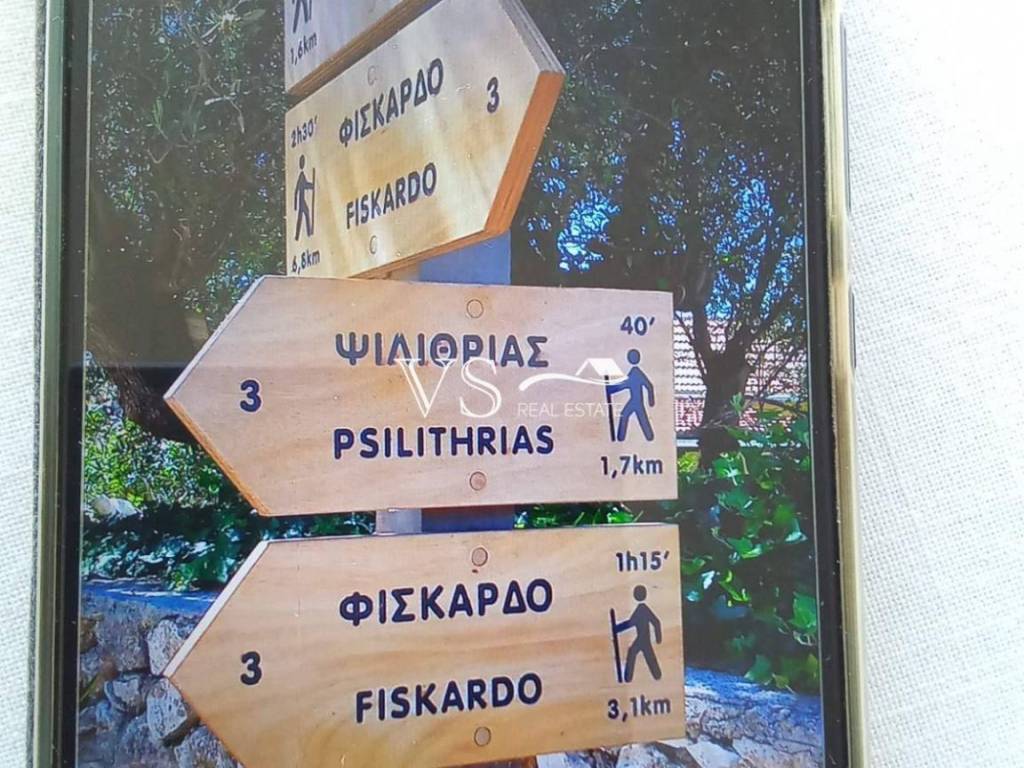 1,6km
2h30'
ΦΙΣΚΑΡΔΟ
3
FISKARDO
6,8km
40'
ΨΙΛΙΘΡΙΑΣ
3
VS
REAL ESTATE
PSILITHRIAS
1,7km
1h15'
ΦΙΣΚΑΡΔΟ
3
FISKARDO
3,1km